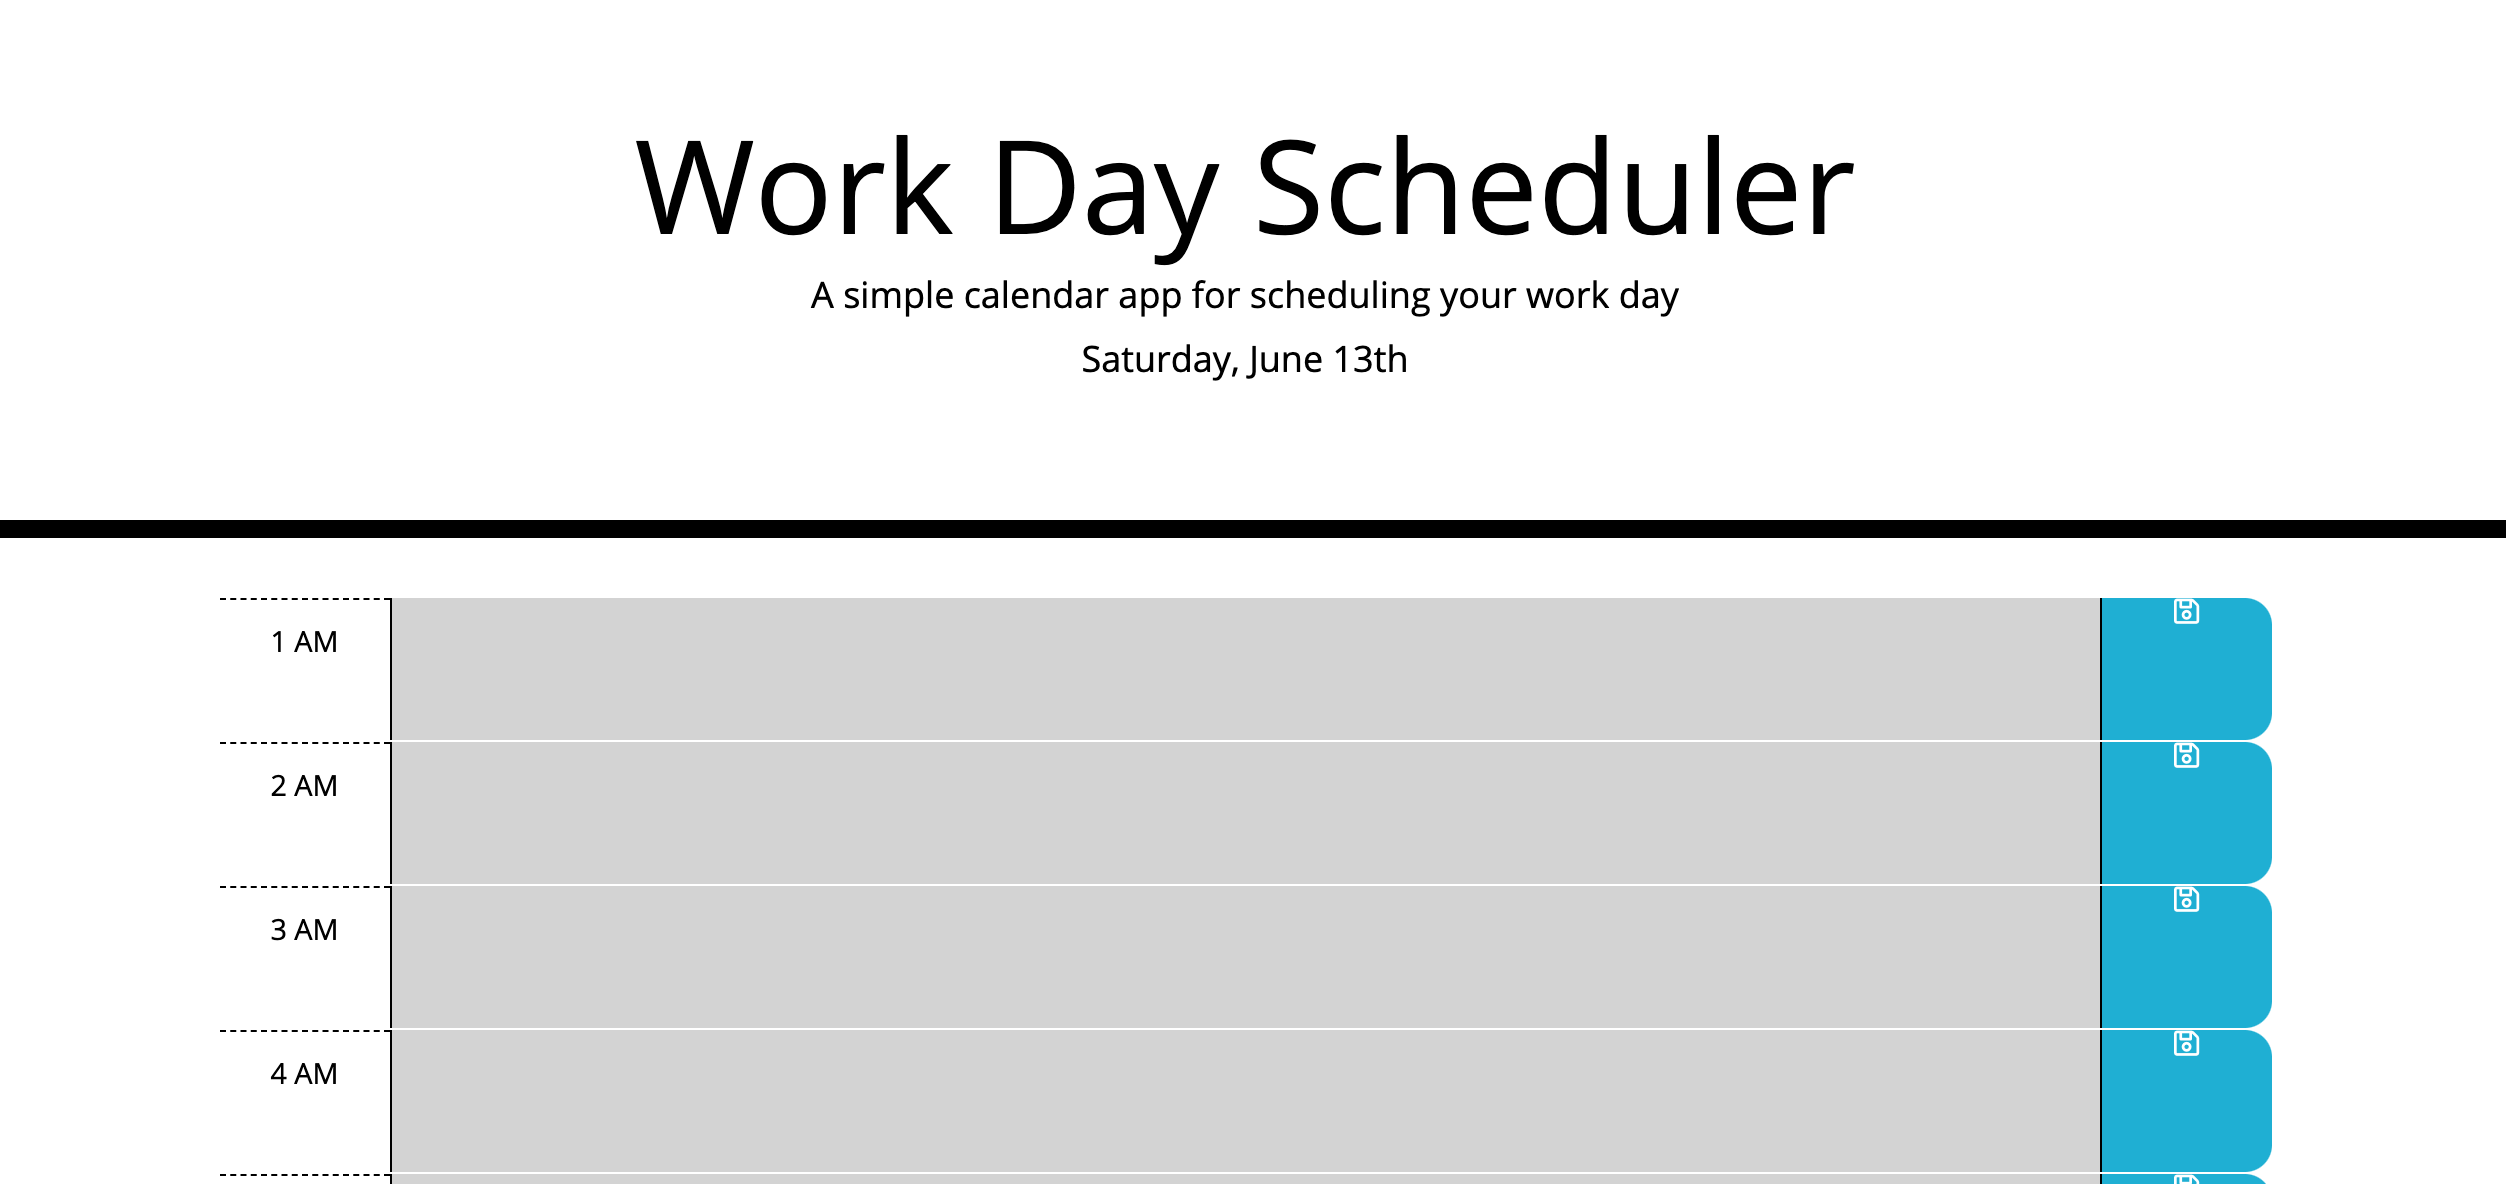 Work Day Scheduler
A simple calendar app for scheduling your work day
Saturday, June 13th
1 AM
2 AM
3 AM
4 AM